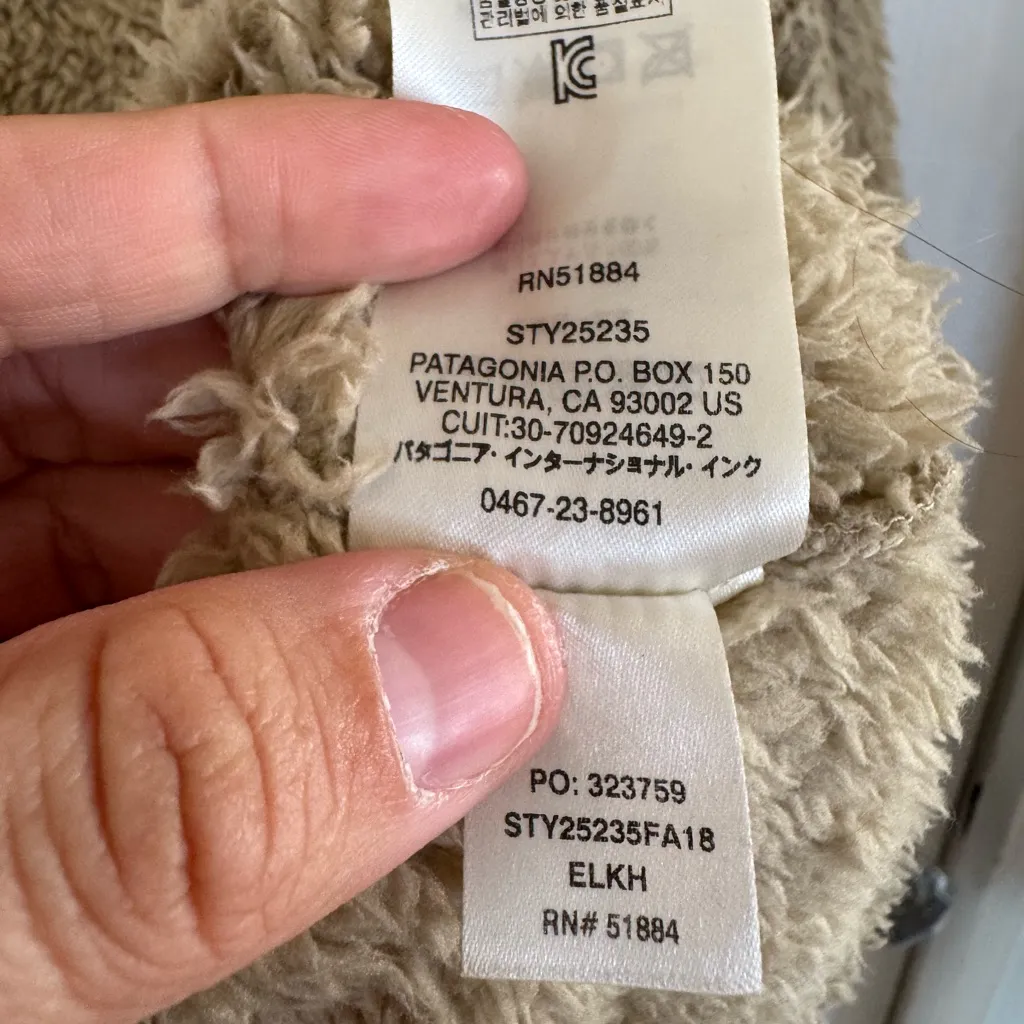 RN51884
STY25235
PATAGONIA P.O. BOX 150
VENTURA, CA 93002 US
CUIT:30-70924649-2
パタゴニア・インターナショナル・インク
0467-23-8961
PO: 323759
STY25235FA18
ELKH
RN# 51884